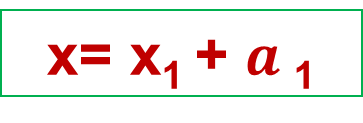 x= x₁ + a ₁